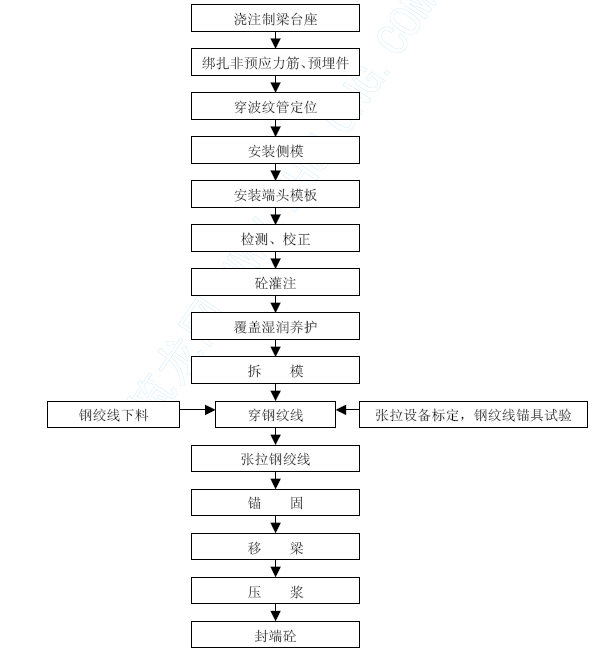 浇注制梁台座
绑扎非预应力筋、预埋件
穿波纹管定位
安装侧模
安装端头模板
检测、校正
砼灌注
覆盖湿润养护
拆 模
钢绞线下料
穿钢纹线
张拉设备标定，钢纹线锚具试验
张拉钢绞线
锚 固
移 梁
压 浆
封端砼